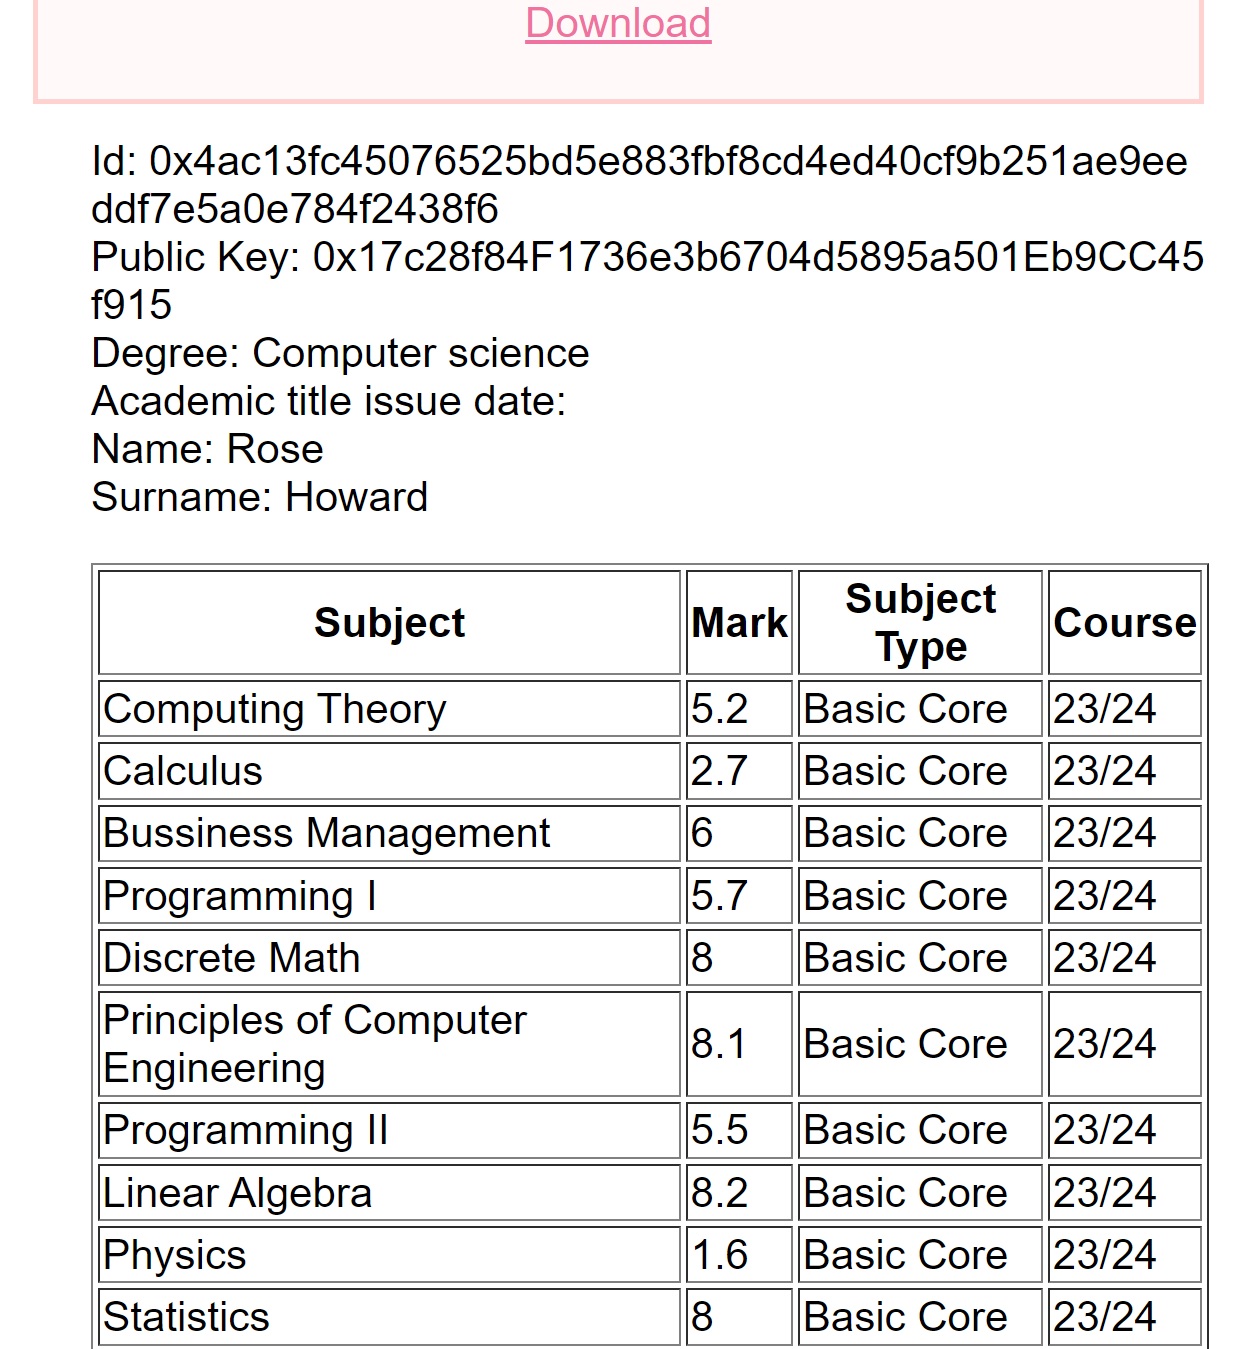 Download
Id: 0x4ac13fc45076525bd5e883fbf8cd4ed40cf9b251ae9ee
ddf7e5a0e784f2438f6
Public Key: 0x17c28f84F1736e3b6704d5895a501Eb9CC45
f915
Degree: Computer science
Academic title issue date:
Name: Rose
Surname: Howard
Subject Mark Subject Type Course
Computing Theory 5.2 Basic Core 23/24
Calculus 2.7 Basic Core 23/24
Bussiness Management 6 Basic Core 23/24
Programming I 5.7 Basic Core 23/24
Discrete Math 8 Basic Core 23/24
Principles of Computer Engineering 8.1 Basic Core 23/24
Programming II 5.5 Basic Core 23/24
Linear Algebra 8.2 Basic Core 23/24
Physics 1.6 Basic Core 23/24
Statistics 8 Basic Core 23/24